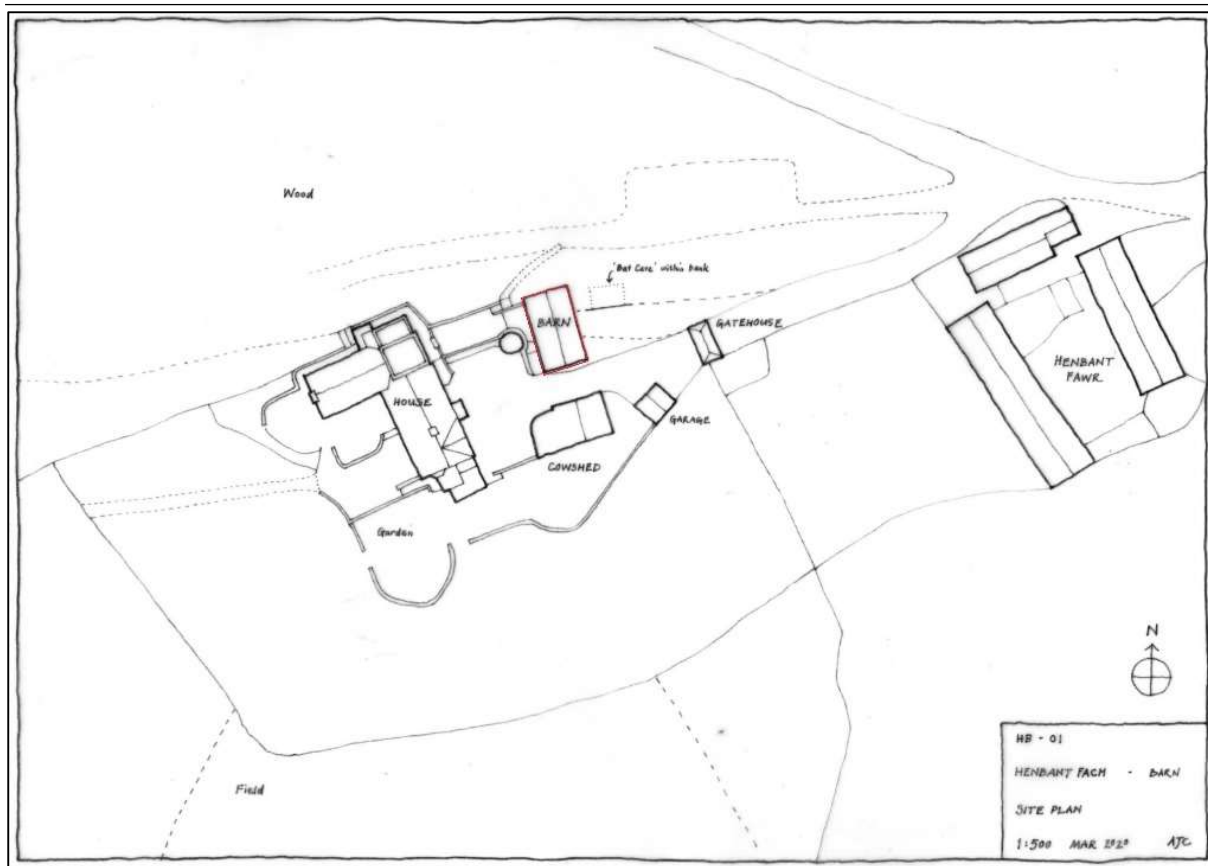 Wood
'Bat Cave' within bank
BARN
GATEHOUSE
HENBANT
FAWR
HOUSE
GARAGE
COWSHED
Garden
N
Field
HB - 01
HENBANT FACH - BARN
SITE PLAN
1:500 MAR 2020 AJC